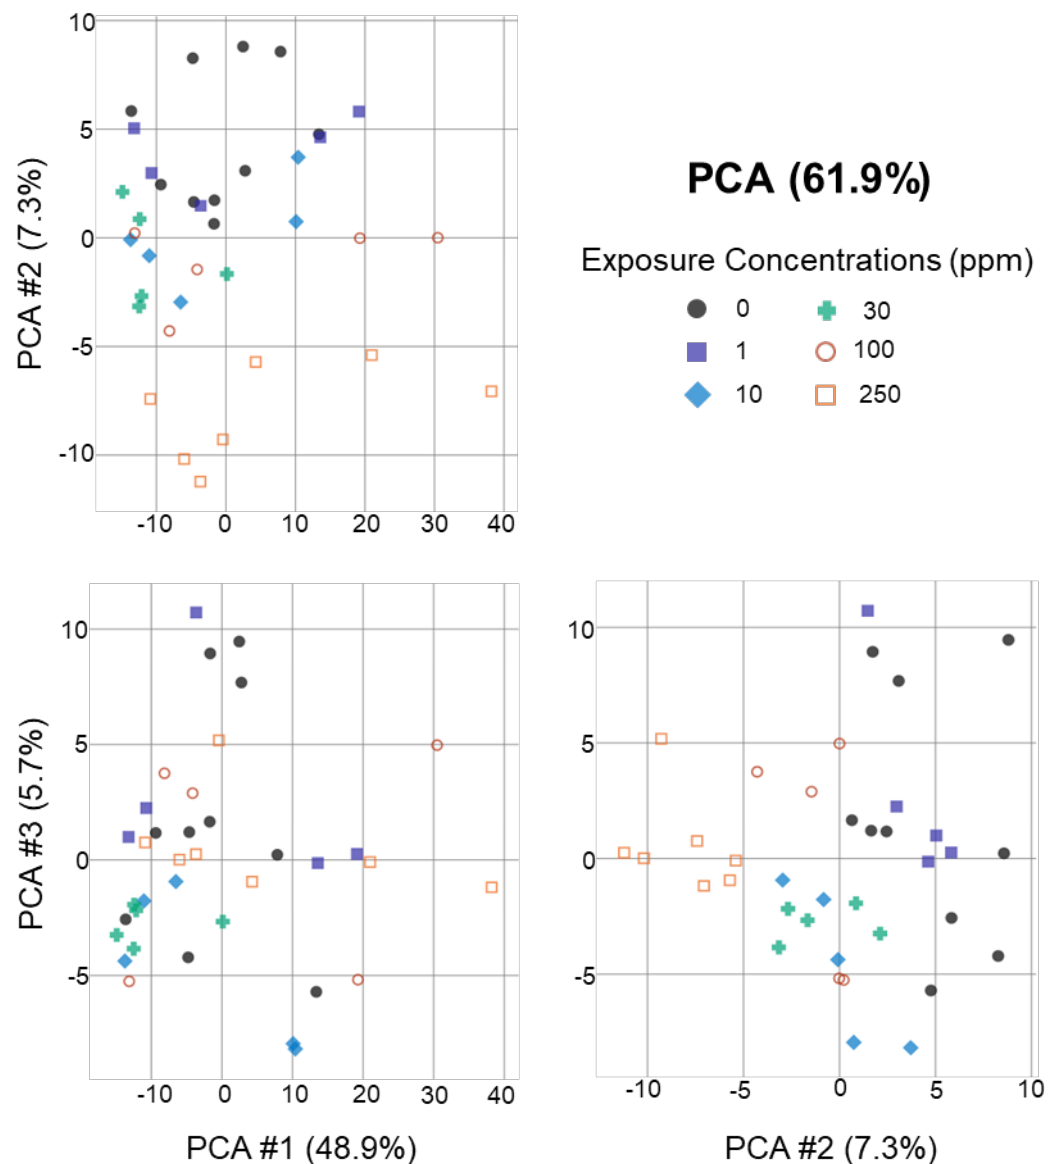 10
5
0
-5
-10
PCA #2 (7.3%)
-10 0 10 20 30 40
PCA (61.9%)
Exposure Concentrations (ppm)
0 30
1 100
10 250
10
5
0
-5
PCA #3 (5.7%)
-10 0 10 20 30 40
PCA #1 (48.9%)
10
5
0
-5
-10 -5 0 5 10
PCA #2 (7.3%)